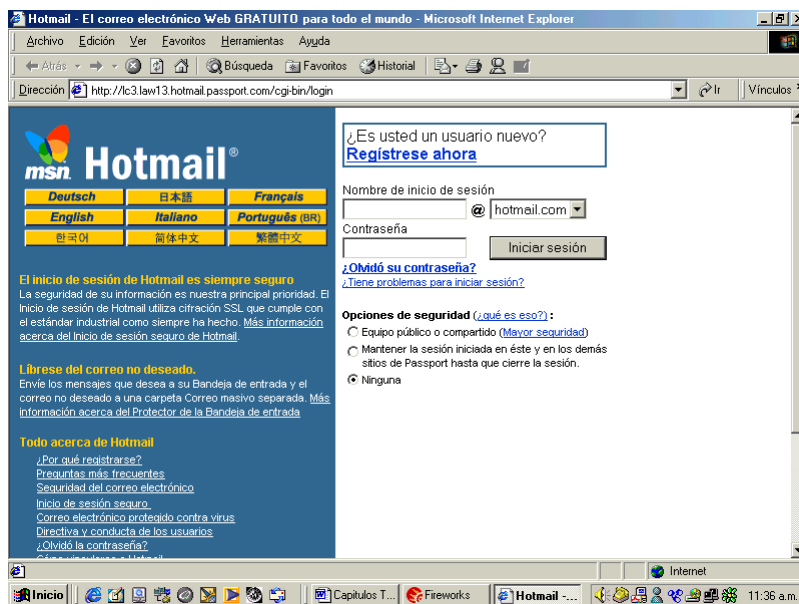 Hotmail - El correo electrónico Web GRATUITO para todo el mundo - Microsoft Internet Explorer
Archivo Edición Ver Favoritos Herramientas Ayuda
Atrás Búsqueda Favoritos Historial
Dirección http://lc3.law13.hotmail.passport.com/cgi-bin/login Ir Vínculos
msn Hotmail®
Deutsch 日本語 Français
English Italiano Português (BR)
한국어 简体中文 繁體中文
El inicio de sesión de Hotmail es siempre seguro
La seguridad de su información es nuestra principal prioridad. El
Inicio de sesión de Hotmail utiliza cifración SSL que cumple con
el estándar industrial como siempre ha hecho. Más información
acerca del Inicio de sesión seguro de Hotmail.
Líbrese del correo no deseado.
Envíe los mensajes que desea a su Bandeja de entrada y el
correo no deseado a una carpeta Correo masivo separada. Más
información acerca del Protector de la Bandeja de entrada
Todo acerca de Hotmail
¿Por qué registrarse?
Preguntas más frecuentes
Seguridad del correo electrónico
Inicio de sesión seguro
Correo electrónico protegido contra virus
Directiva y conducta de los usuarios
¿Olvidó la contraseña?
¿Es usted un usuario nuevo?
Regístrese ahora
Nombre de inicio de sesión
@ hotmail.com
Contraseña
Iniciar sesión
¿Olvidó su contraseña?
¿Tiene problemas para iniciar sesión?
Opciones de seguridad (¿qué es eso?) :
Equipo público o compartido (Mayor seguridad)
Mantener la sesión iniciada en éste y en los demás
sitios de Passport hasta que cierre la sesión.
Ninguna
Internet
Inicio Capitulos T... Fireworks Hotmail -... 11:36 a.m.